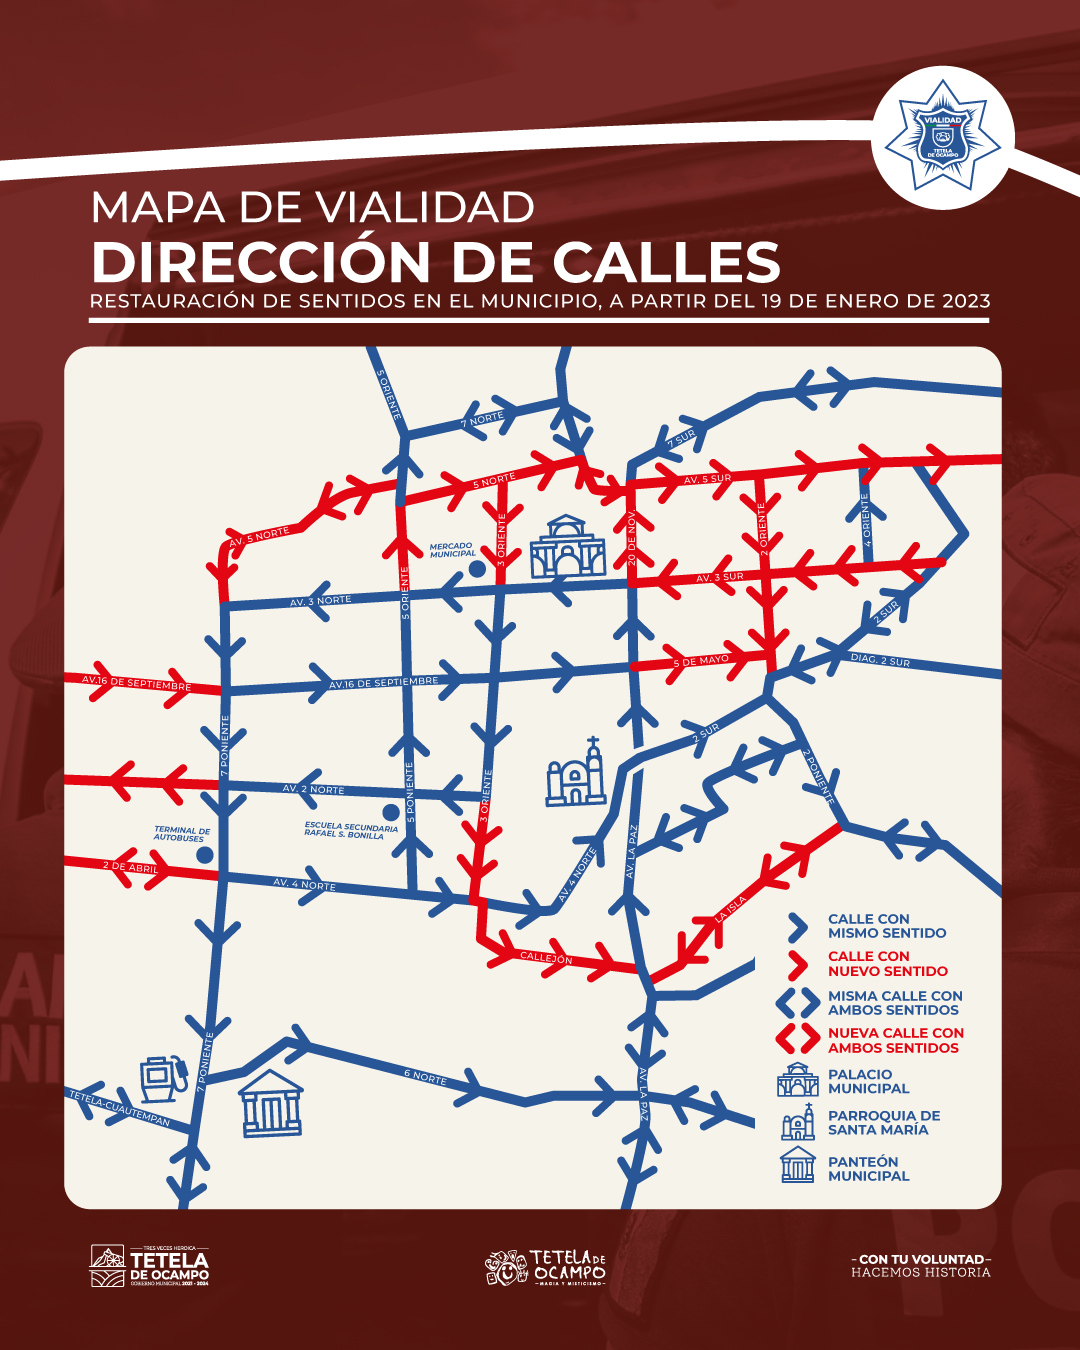 VIALIDAD
TETELA
DE OCAMPO
MAPA DE VIALIDAD
DIRECCIÓN DE CALLES
RESTAURACIÓN DE SENTIDOS EN EL MUNICIPIO, A PARTIR DEL 19 DE ENERO DE 2023
5 ORIENTE
7 NORTE
7 SUR
5 NORTE
AV. 5 SUR
AV. 5 NORTE
3 ORIENTE
20 DE NOV.
2 ORIENTE
4 ORIENTE
MERCADO
MUNICIPAL
5 ORIENTE
AV. 3 NORTE
AV. 3 SUR
2 SUR
AV.16 DE SEPTIEMBRE
AV.16 DE SEPTIEMBRE
5 DE MAYO
DIAG. 2 SUR
7 PONIENTE
2 SUR
2 PONIENTE
AV. 2 NORTE
5 PONIENTE
3 ORIENTE
TERMINAL DE
AUTOBUSES
ESCUELA SECUNDARIA
RAFAEL S. BONILLA
AV. LA PAZ
2 DE ABRIL
AV. 4 NORTE
AV. 4 NORTE
LA ISLA
CALLEJÓN
7 PONIENTE
6 NORTE
AV. LA PAZ
TETELA-CUAUTEMPAN
CALLE CON
MISMO SENTIDO
CALLE CON
NUEVO SENTIDO
MISMA CALLE CON
AMBOS SENTIDOS
NUEVA CALLE CON
AMBOS SENTIDOS
PALACIO
MUNICIPAL
PARROQUIA DE
SANTA MARÍA
PANTEÓN
MUNICIPAL
TRES VECES HEROICA
TETELA
DE OCAMPO
GOBIERNO MUNICIPAL 2021 - 2024
TETELA DE
OCAMPO
-MAGIA Y MISTICISMO-
-CON TU VOLUNTAD-
HACEMOS HISTORIA